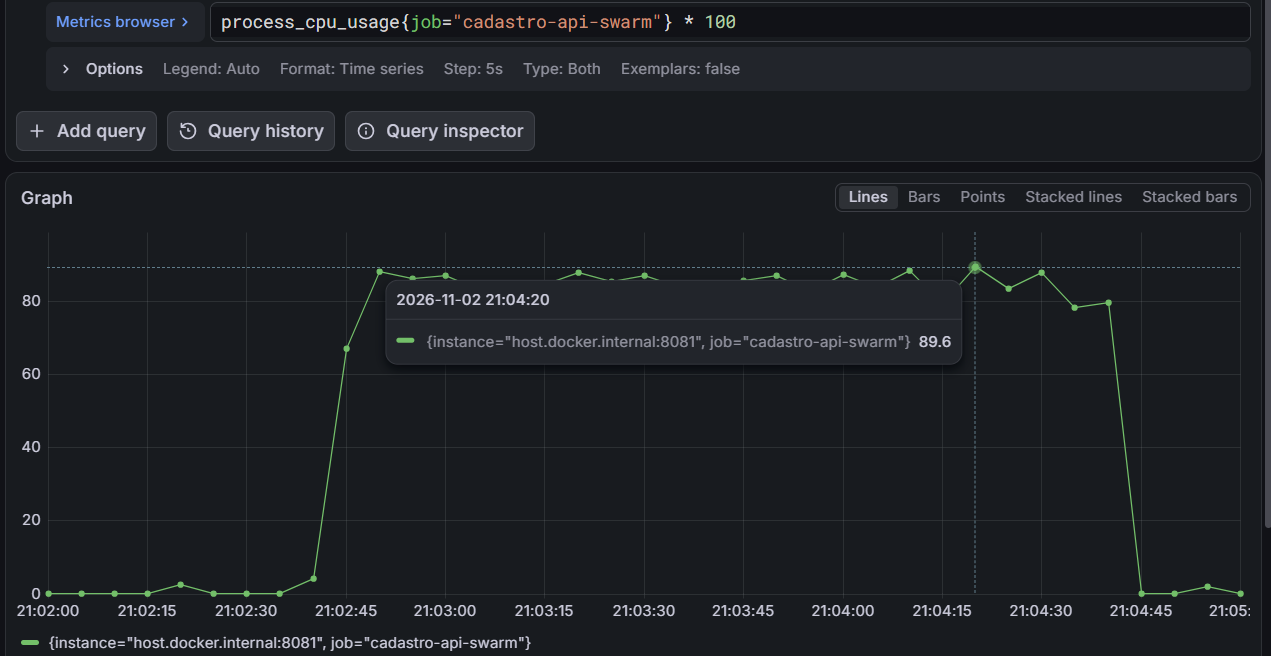 Metrics browser > process_cpu_usage{job="cadastro-api-swarm"} * 100
> Options Legend: Auto Format: Time series Step: 5s Type: Both Exemplars: false
+ Add query Query history Query inspector
Graph Lines Bars Points Stacked lines Stacked bars
2026-11-02 21:04:20
{instance="host.docker.internal:8081", job="cadastro-api-swarm"} 89.6
80
60
40
20
0
21:02:00 21:02:15 21:02:30 21:02:45 21:03:00 21:03:15 21:03:30 21:03:45 21:04:00 21:04:15 21:04:30 21:04:45 21:05:
{instance="host.docker.internal:8081", job="cadastro-api-swarm"}